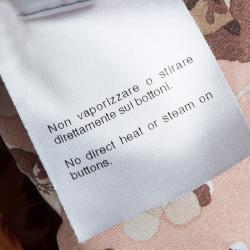 Non vaporizzare o stirare
direttamente sui bottoni.
No direct heat or steam on
buttons.